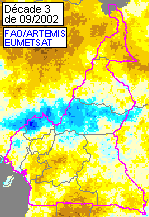 Décade 3
de 09/2002
FAO/ARTEMIS
EUMETSAT